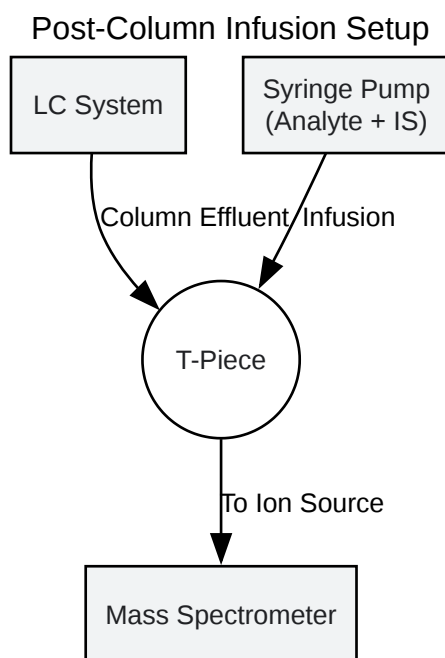 Post-Column Infusion Setup
LC System
Syringe Pump
(Analyte + IS)
Column Effluent
Infusion
T-Piece
To Ion Source
Mass Spectrometer